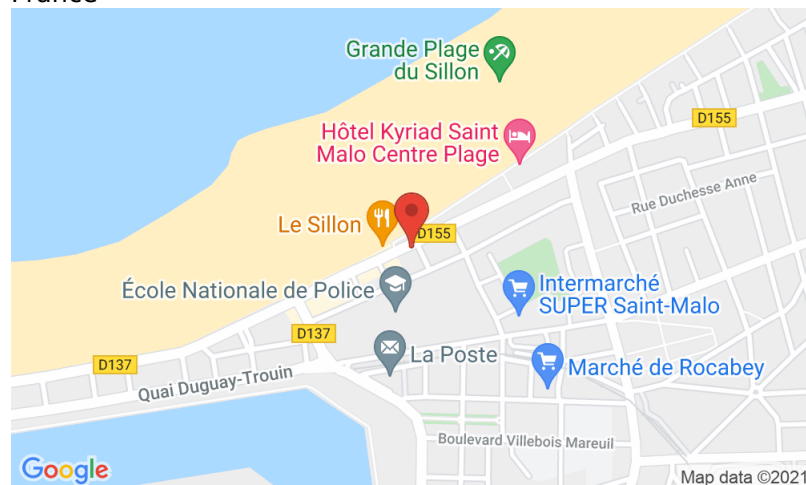 France
Grande Plage
du Sillon
D155
Hôtel Kyriad Saint
Malo Centre Plage
Rue Duchesse Anne
Le Sillon
D155
École Nationale de Police
Intermarché
SUPER Saint-Malo
D137
La Poste
D137
Marché de Rocabey
Quai Duguay-Trouin
Boulevard Villebois Mareuil
Google
Map data ©2021